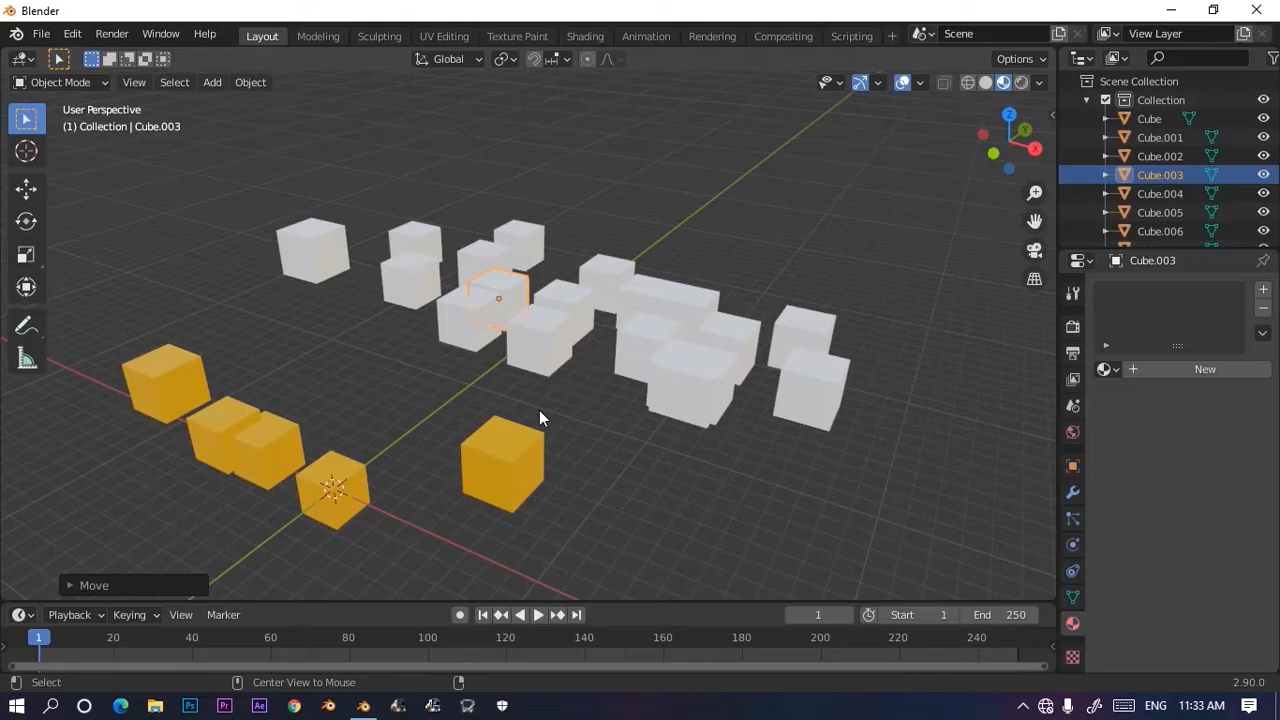 Blender
File Edit Render Window Help Layout Modeling Sculpting UV Editing Texture Paint Shading Animation Rendering Compositing Scripting + Scene View Layer
Global Options
Object Mode View Select Add Object
User Perspective
(1) Collection | Cube.003
Z
Y
X
Scene Collection
Collection
Cube
Cube.001
Cube.002
Cube.003
Cube.004
Cube.005
Cube.006
Cube.003
+ New
Move
Playback Keying View Marker 1 Start 1 End 250
1 20 40 60 80 100 120 140 160 180 200 220 240
Select Center View to Mouse 2.90.0
Ps Pr Ae ENG 11:33 AM